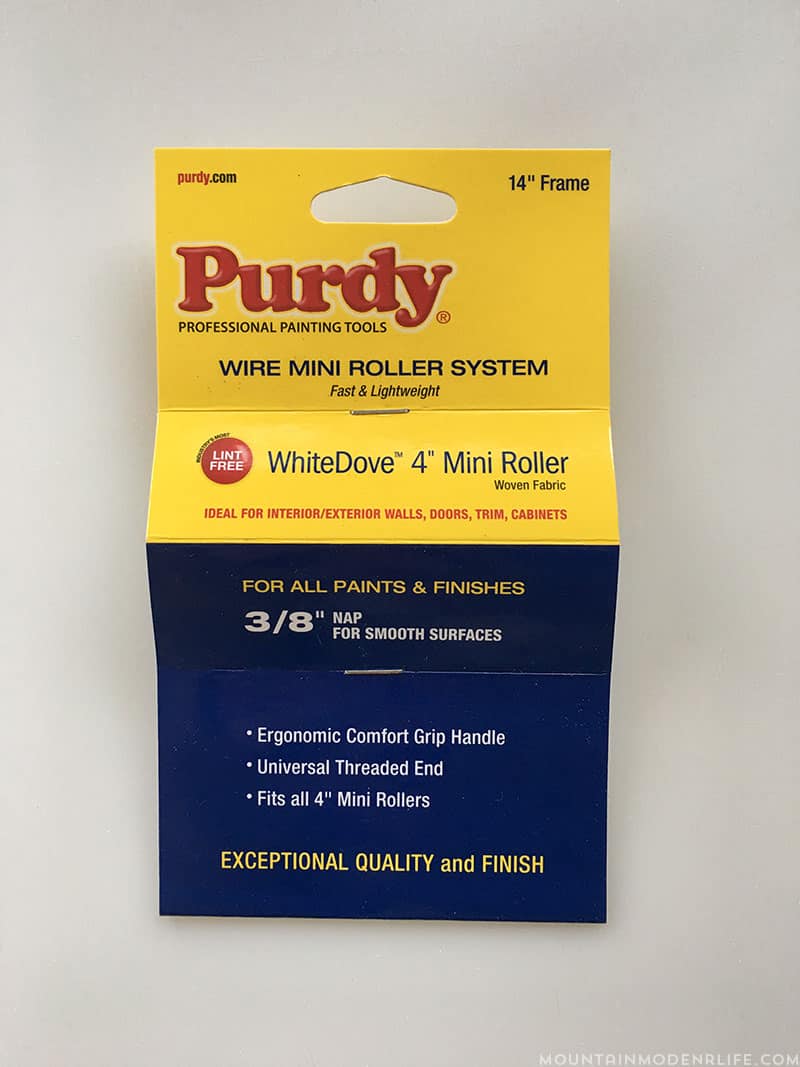 purdy.com
14" Frame
Purdy®
PROFESSIONAL PAINTING TOOLS
WIRE MINI ROLLER SYSTEM
Fast & Lightweight
INDUSTRY'S MOST
LINT
FREE
WhiteDove™ 4" Mini Roller
Woven Fabric
IDEAL FOR INTERIOR/EXTERIOR WALLS, DOORS, TRIM, CABINETS
FOR ALL PAINTS & FINISHES
3/8" NAP
FOR SMOOTH SURFACES
• Ergonomic Comfort Grip Handle
• Universal Threaded End
• Fits all 4" Mini Rollers
EXCEPTIONAL QUALITY and FINISH
MOUNTAINMODENRLIFE.COM